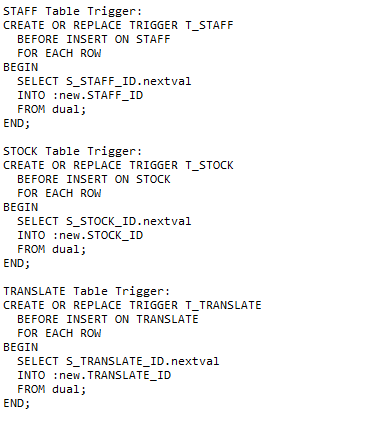 STAFF Table Trigger:
CREATE OR REPLACE TRIGGER T_STAFF
  BEFORE INSERT ON STAFF
  FOR EACH ROW
BEGIN
  SELECT S_STAFF_ID.nextval
  INTO :new.STAFF_ID
  FROM dual;
END;

STOCK Table Trigger:
CREATE OR REPLACE TRIGGER T_STOCK
  BEFORE INSERT ON STOCK
  FOR EACH ROW
BEGIN
  SELECT S_STOCK_ID.nextval
  INTO :new.STOCK_ID
  FROM dual;
END;

TRANSLATE Table Trigger:
CREATE OR REPLACE TRIGGER T_TRANSLATE
  BEFORE INSERT ON TRANSLATE
  FOR EACH ROW
BEGIN
  SELECT S_TRANSLATE_ID.nextval
  INTO :new.TRANSLATE_ID
  FROM dual;
END;